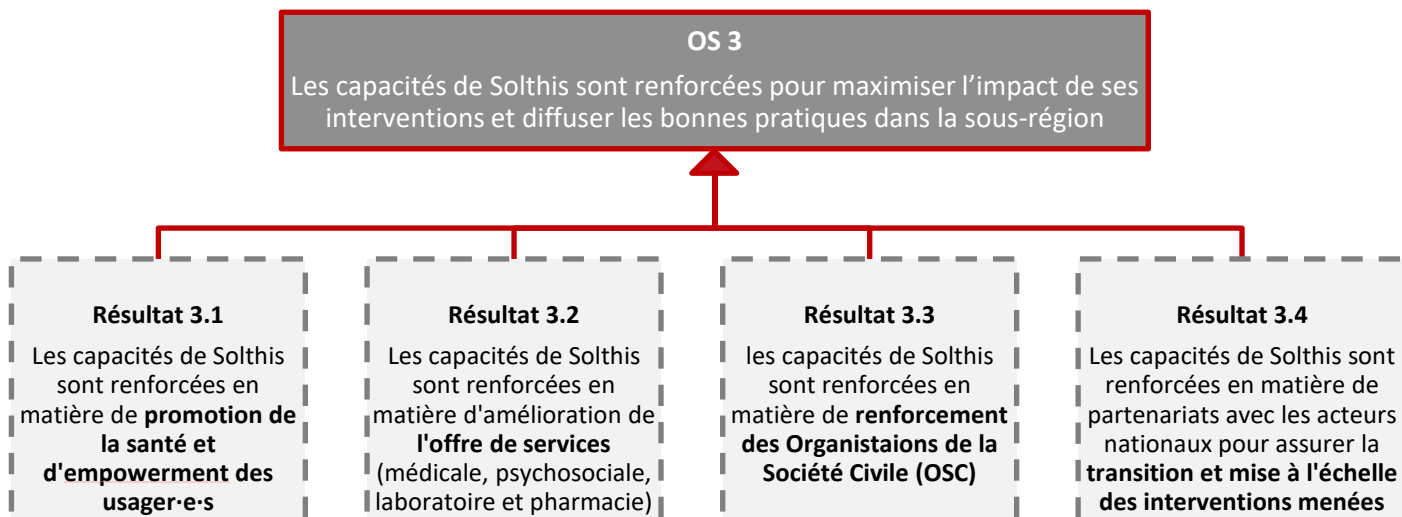 OS 3
Les capacités de Solthis sont renforcées pour maximiser l’impact de ses
interventions et diffuser les bonnes pratiques dans la sous-région
Résultat 3.1
Les capacités de Solthis
sont renforcées en
matière de promotion de
la santé et
d'empowerment des
usager·e·s
Résultat 3.2
Les capacités de Solthis
sont renforcées en
matière d'amélioration de
l'offre de services
(médicale, psychosociale,
laboratoire et pharmacie)
Résultat 3.3
les capacités de Solthis
sont renforcées en
matière de renforcement
des Organistaions de la
Société Civile (OSC)
Résultat 3.4
Les capacités de Solthis sont
renforcées en matière de
partenariats avec les acteurs
nationaux pour assurer la
transition et mise à l'échelle
des interventions menées